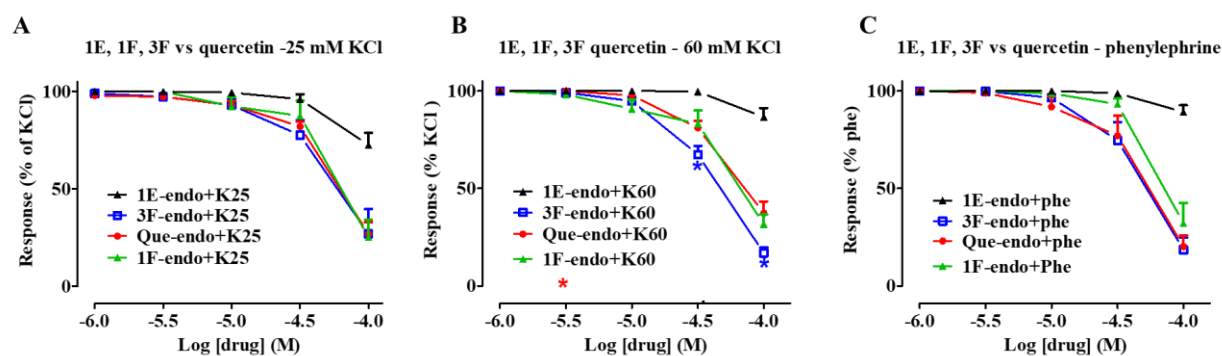 A
1E, 1F, 3F vs quercetin -25 mM KCl
Response (% of KCl)
100
50
0
1E-endo+K25
3F-endo+K25
Que-endo+K25
1F-endo+K25
-6.0 -5.5 -5.0 -4.5 -4.0
Log [drug] (M)
B
1E, 1F, 3F quercetin - 60 mM KCl
Response (% KCl )
100
50
0
*
*
1E-endo+K60
3F-endo+K60
Que-endo+K60
1F-endo+K60
*
-6.0 -5.5 -5.0 -4.5 -4.0
Log [drug] (M)
C
1E, 1F, 3F vs quercetin - phenylephrine
Response (% phe)
100
50
0
1E-endo+phe
3F-endo+phe
Que-endo+phe
1F-endo+Phe
-6.0 -5.5 -5.0 -4.5 -4.0
Log [drug] (M)